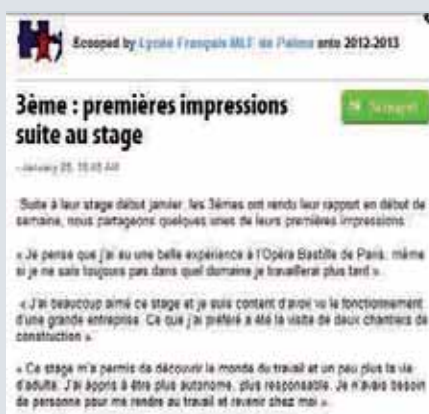 Scooped by Lycée Français MLF de Palma onto 2012-2013
3ème : premières impressions
suite au stage
January 25, 10:45 AM
Suite à leur stage début janvier, les 3èmes ont rendu leur rapport en début de
semaine, nous partageons quelques unes de leurs premières impressions
« Je pense que j'ai eu une belle expérience à l'Opéra Bastille de Paris, même
si je ne sais toujours pas dans quel domaine je travaillerai plus tard ».
« J'ai beaucoup aimé ce stage et je suis content d'avoir vu le fonctionnement
d'une grande entreprise. Ce que j'ai préféré a été la visite de deux chantiers de
construction ».
« Ce stage m'a permis de découvrir le monde du travail et un peu plus la vie
d'adulte. J'ai appris à être plus autonome, plus responsable. Je n'avais besoin
de personne pour me rendre au travail et revenir chez moi ».